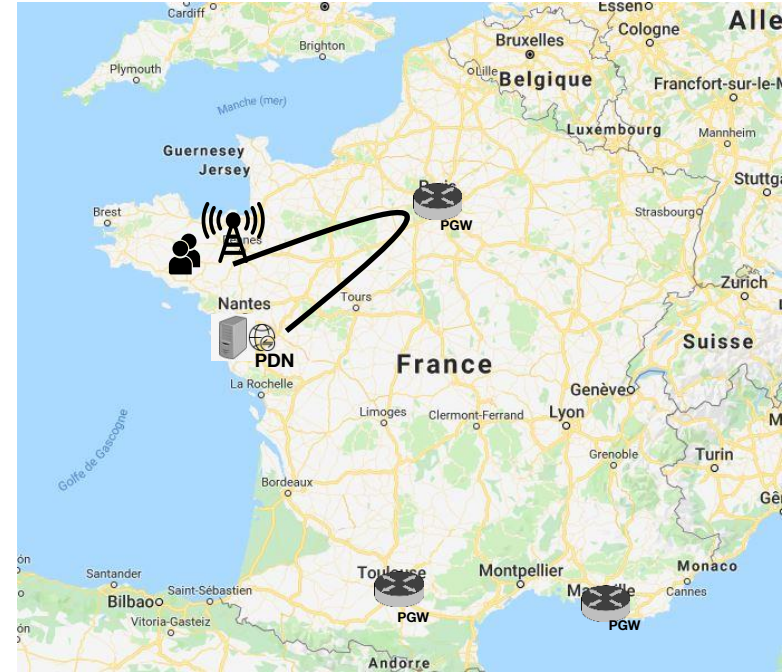 Cardiff
Essen
Brighton
Bruxelles
Cologne
Alle
Plymouth
Lille
Belgique
Francfort-sur-le-M
Manche (mer)
Luxembourg
Mannheim
Guernesey
Jersey
Stuttga
Brest
Strasbourg
PGW
Nantes
Tours
Zurich
PDN
France
Suisse
La Rochelle
Genève
Limoges
Clermont-Ferrand
Lyon
Golfe de Gascogne
Grenoble
Turin
Bordeaux
Gên
Santander
Saint-Sébastien
Montpellier
Monaco
Bilbao
Cannes
Vitoria-Gasteiz
PGW
PGW
Andorre